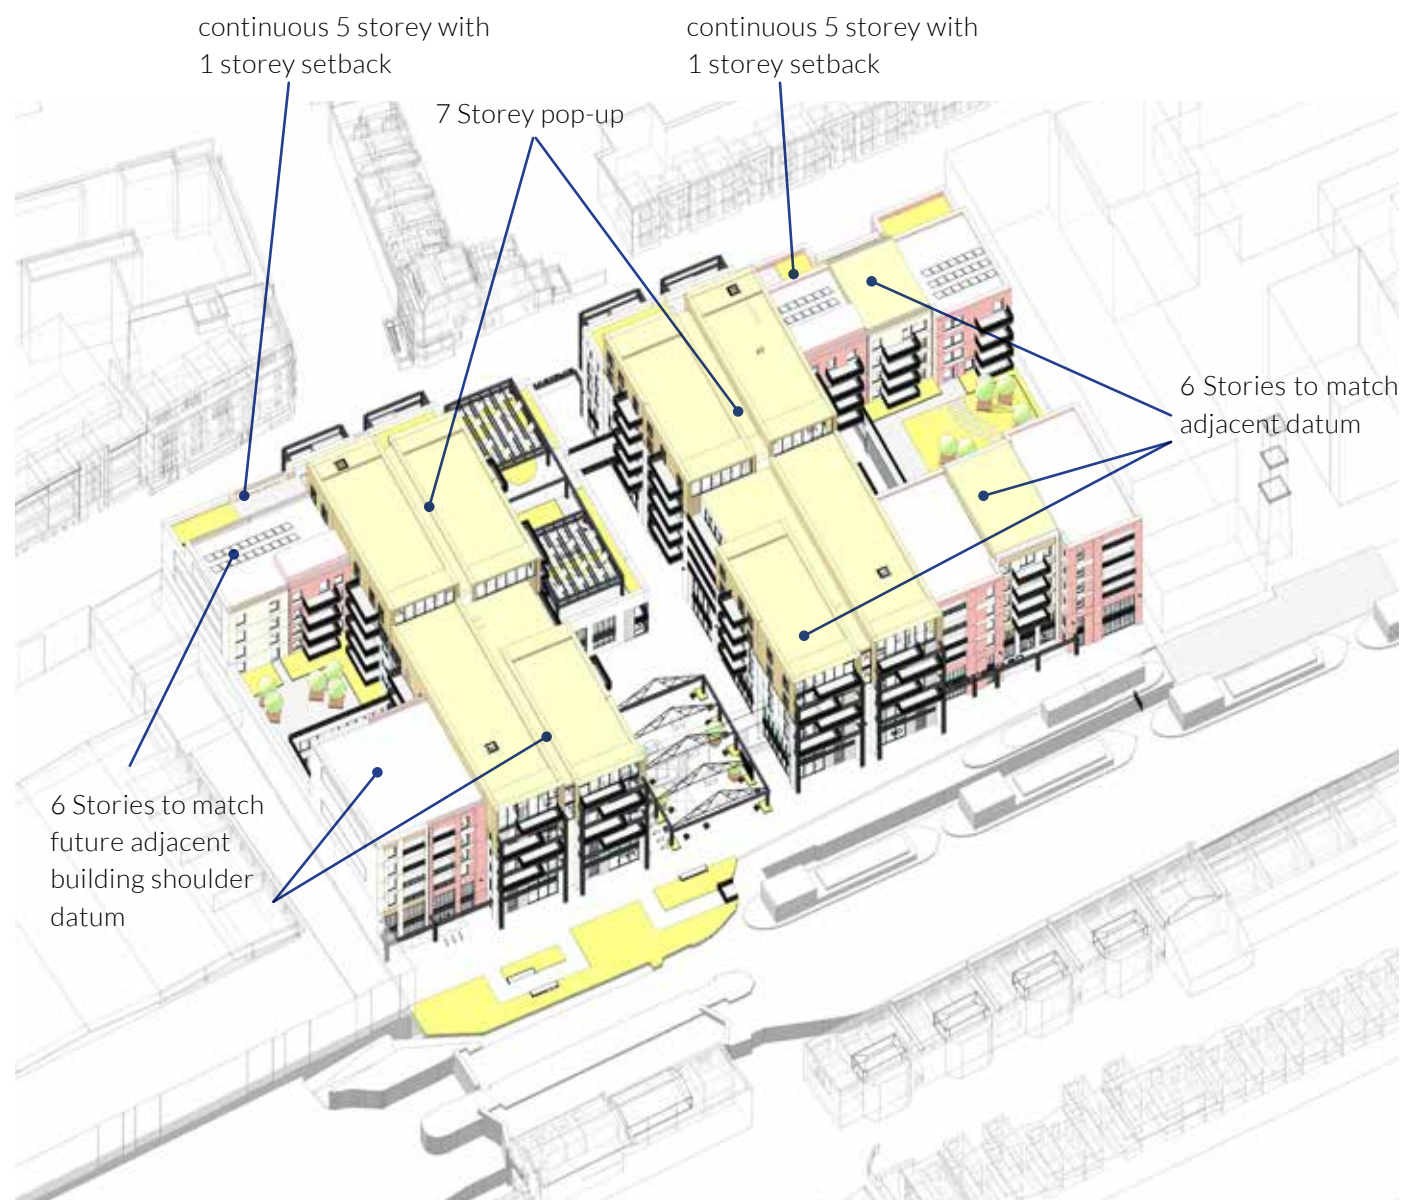 continuous 5 storey with
1 storey setback
continuous 5 storey with
1 storey setback
7 Storey pop-up
6 Stories to match
adjacent datum
6 Stories to match
future adjacent
building shoulder
datum